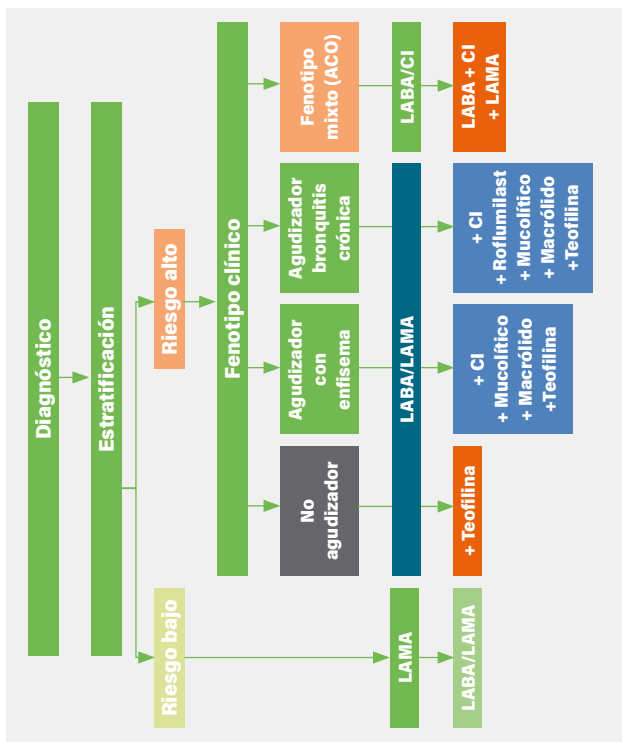 Diagnóstico
Estratificación
Riesgo bajo
Riesgo alto
Fenotipo clínico
No
agudizador
Agudizador
con
enfisema
Agudizador
bronquítis
crónica
Fenotipo
mixto (ACO)
LAMA
LABA/LAMA
LABA/CI
LABA/LAMA
+ Teofilina
+ CI
+ Mucolítico
+ Macrólido
+Teofilina
+ CI
+ Roflumilast
+ Mucolítico
+ Macrólido
+Teofilina
LABA + CI
+ LAMA